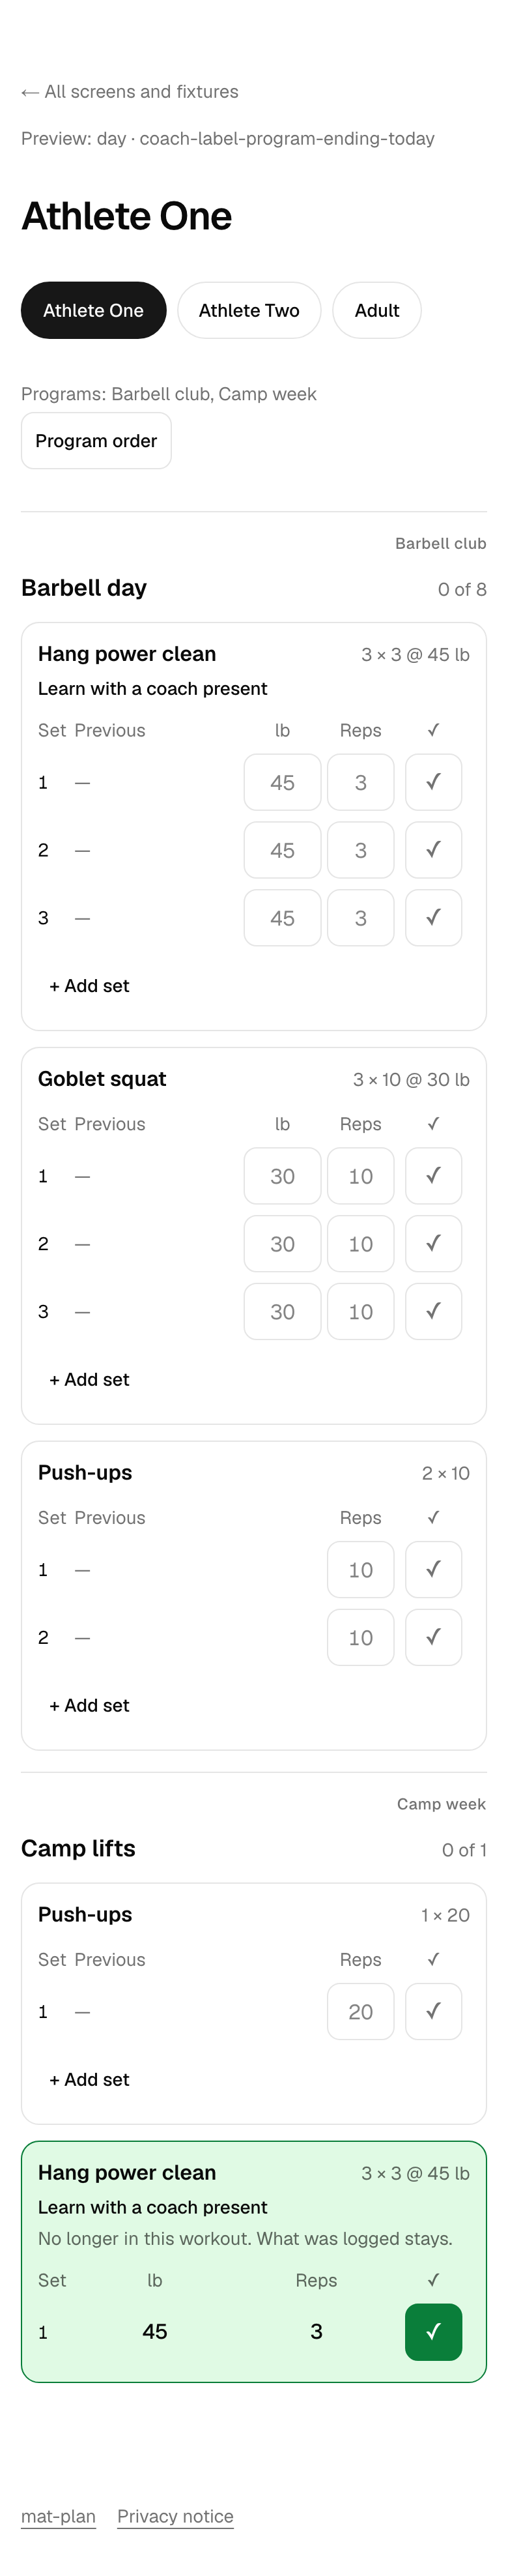 ← All screens and fixtures
Preview: day · coach-label-program-ending-today
Athlete One
Athlete One Athlete Two Adult
Programs: Barbell club, Camp week
Program order
Barbell club
Barbell day 0 of 8
Hang power clean 3 × 3 @ 45 lb
Learn with a coach present
Set Previous lb Reps ✓
1 — 45 3 ✓
2 — 45 3 ✓
3 — 45 3 ✓
+ Add set
Goblet squat 3 × 10 @ 30 lb
Set Previous lb Reps ✓
1 — 30 10 ✓
2 — 30 10 ✓
3 — 30 10 ✓
+ Add set
Push-ups 2 × 10
Set Previous Reps ✓
1 — 10 ✓
2 — 10 ✓
+ Add set
Camp week
Camp lifts 0 of 1
Push-ups 1 × 20
Set Previous Reps ✓
1 — 20 ✓
+ Add set
Hang power clean 3 × 3 @ 45 lb
Learn with a coach present
No longer in this workout. What was logged stays.
Set lb Reps ✓
1 45 3 ✓
mat-plan Privacy notice